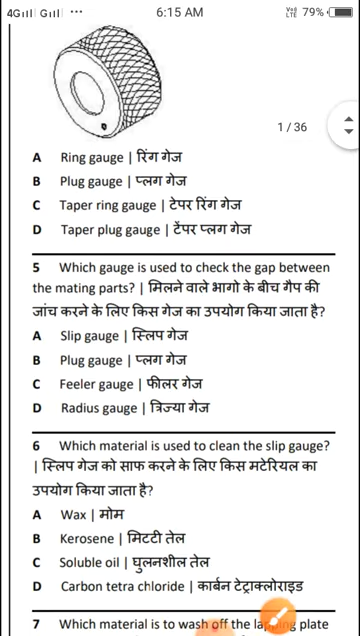 4G Gıll ··· 6:15 AM VoD LTE 79%
1 / 36
A Ring gauge | रिंग गेज
B Plug gauge | प्लग गेज
C Taper ring gauge | टेपर रिंग गेज
D Taper plug gauge | टेंपर प्लग गेज
5 Which gauge is used to check the gap between
the mating parts? | मिलने वाले भागो के बीच गैप की
जांच करने के लिए किस गेज का उपयोग किया जाता है?
A Slip gauge | स्लिप गेज
B Plug gauge | प्लग गेज
C Feeler gauge | फीलर गेज
D Radius gauge | त्रिज्या गेज
6 Which material is used to clean the slip gauge?
| स्लिप गेज को साफ करने के लिए किस मटेरियल का
उपयोग किया जाता है?
A Wax | मोम
B Kerosene | मिटटी तेल
C Soluble oil | घुलनशील तेल
D Carbon tetra chloride | कार्बन टेट्राक्लोराइड
7 Which material is to wash off the plate